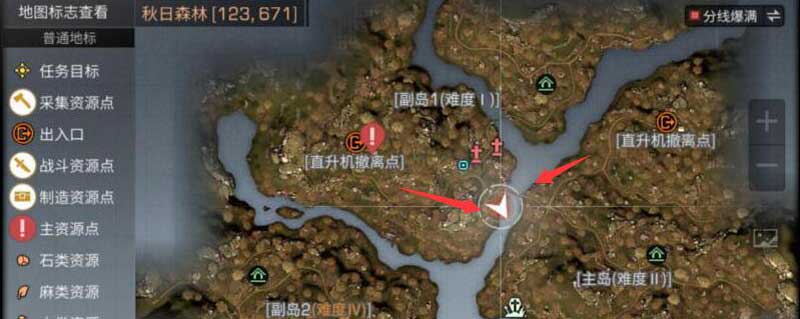 地图标志查看
秋日森林 [123,671]
分线爆满
普通地标
任务目标
采集资源点
出入口
战斗资源点
制造资源点
主资源点
石类资源
麻类资源
[副岛1(难度Ⅰ)]
[直升机撤离点]
[直升机撤离点]
[主岛(难度Ⅱ)]
[副岛2(难度Ⅳ)]